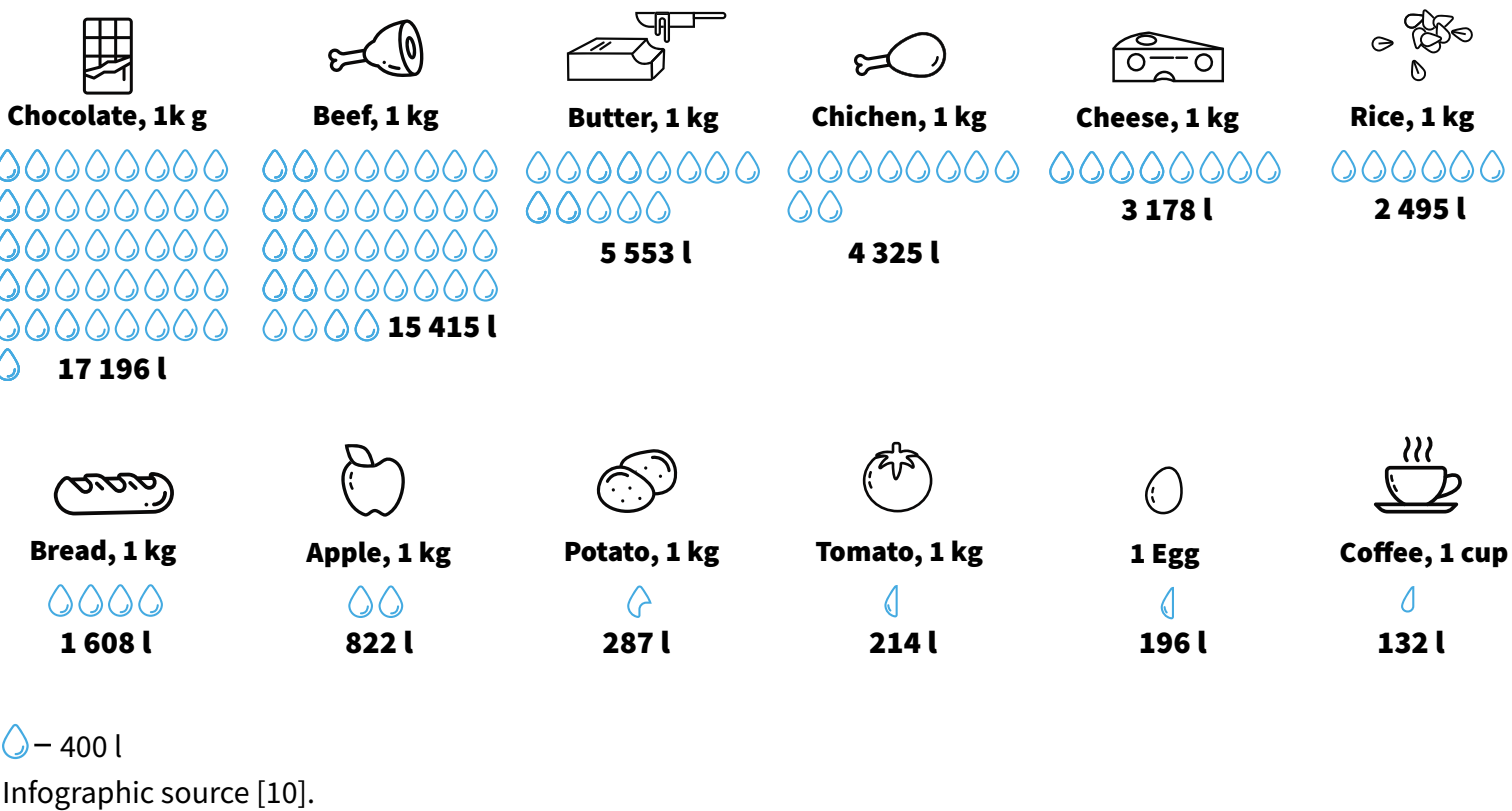 Chocolate, 1k g
Beef, 1 kg
Butter, 1 kg
Chichen, 1 kg
Cheese, 1 kg
Rice, 1 kg
17 196 l
15 415 l
5 553 l
4 325 l
3 178 l
2 495 l
Bread, 1 kg
Apple, 1 kg
Potato, 1 kg
Tomato, 1 kg
1 Egg
Coffee, 1 cup
1 608 l
822 l
287 l
214 l
196 l
132 l
– 400 l
Infographic source [10].